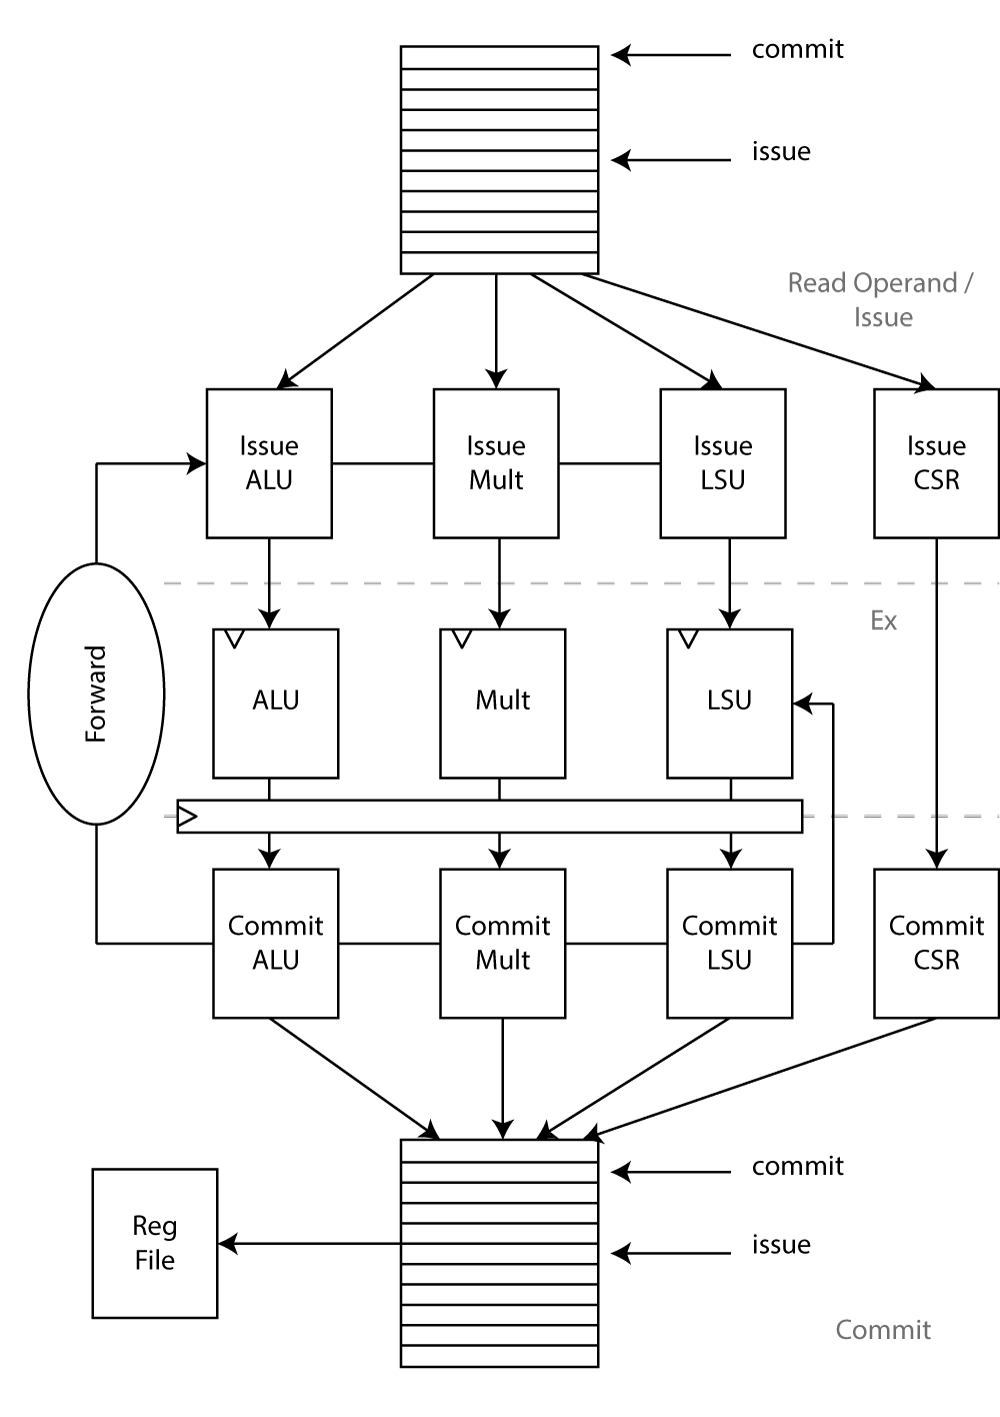 commit
issue
Read Operand /
Issue
Issue
ALU
Issue
Mult
Issue
LSU
Issue
CSR
Ex
Forward
ALU
Mult
LSU
Commit
ALU
Commit
Mult
Commit
LSU
Commit
CSR
commit
Reg
File
issue
Commit